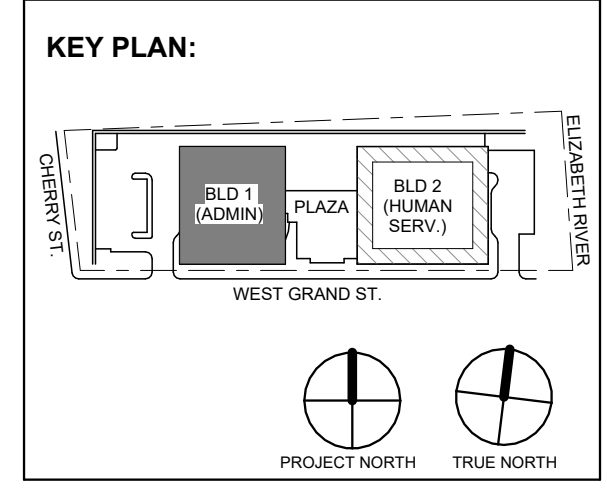 KEY PLAN:
CHERRY ST.
BLD 1
(ADMIN)
PLAZA
BLD 2
(HUMAN
SERV.)
ELIZABETH RIVER
WEST GRAND ST.
PROJECT NORTH
TRUE NORTH